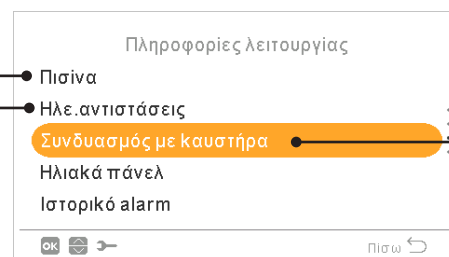 Πληροφορίες λειτουργίας
Πισίνα
Ηλε.αντιστάσεις
Συνδυασμός με καυστήρα
Ηλιακά πάνελ
Ιστορικό alarm
OK Πίσω